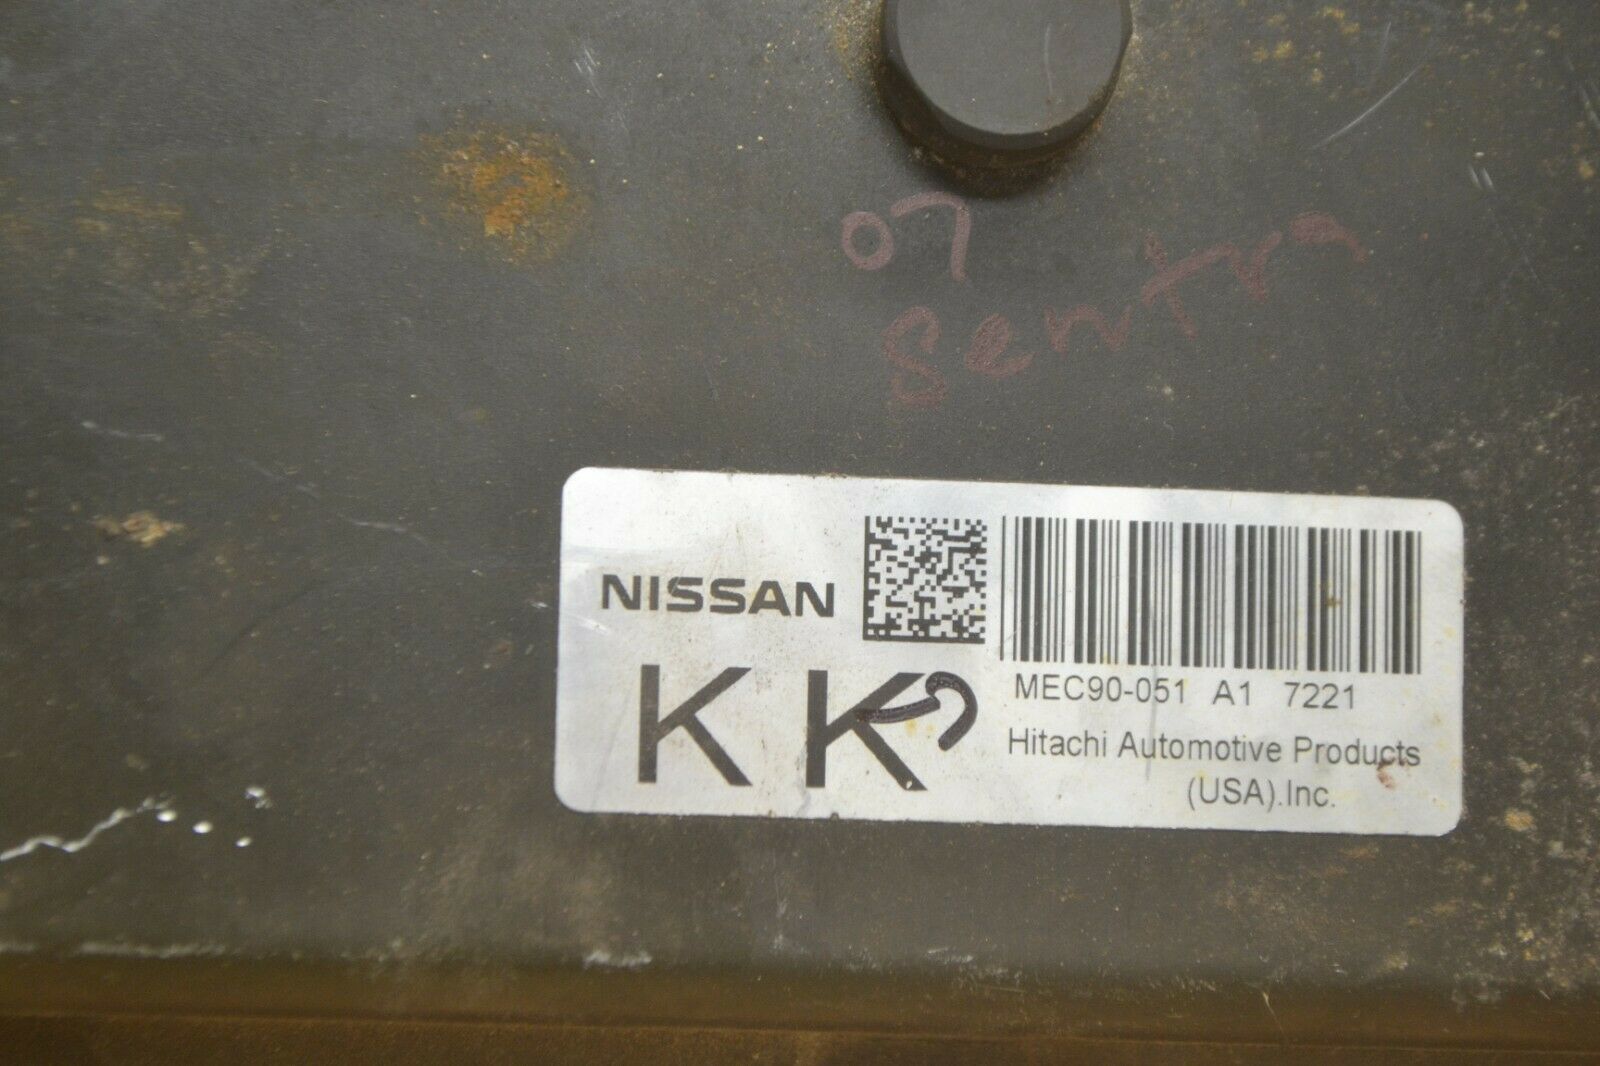 07
Sentra
NISSAN
KK
MEC90-051 A1 7221
Hitachi Automotive Products
(USA).Inc.